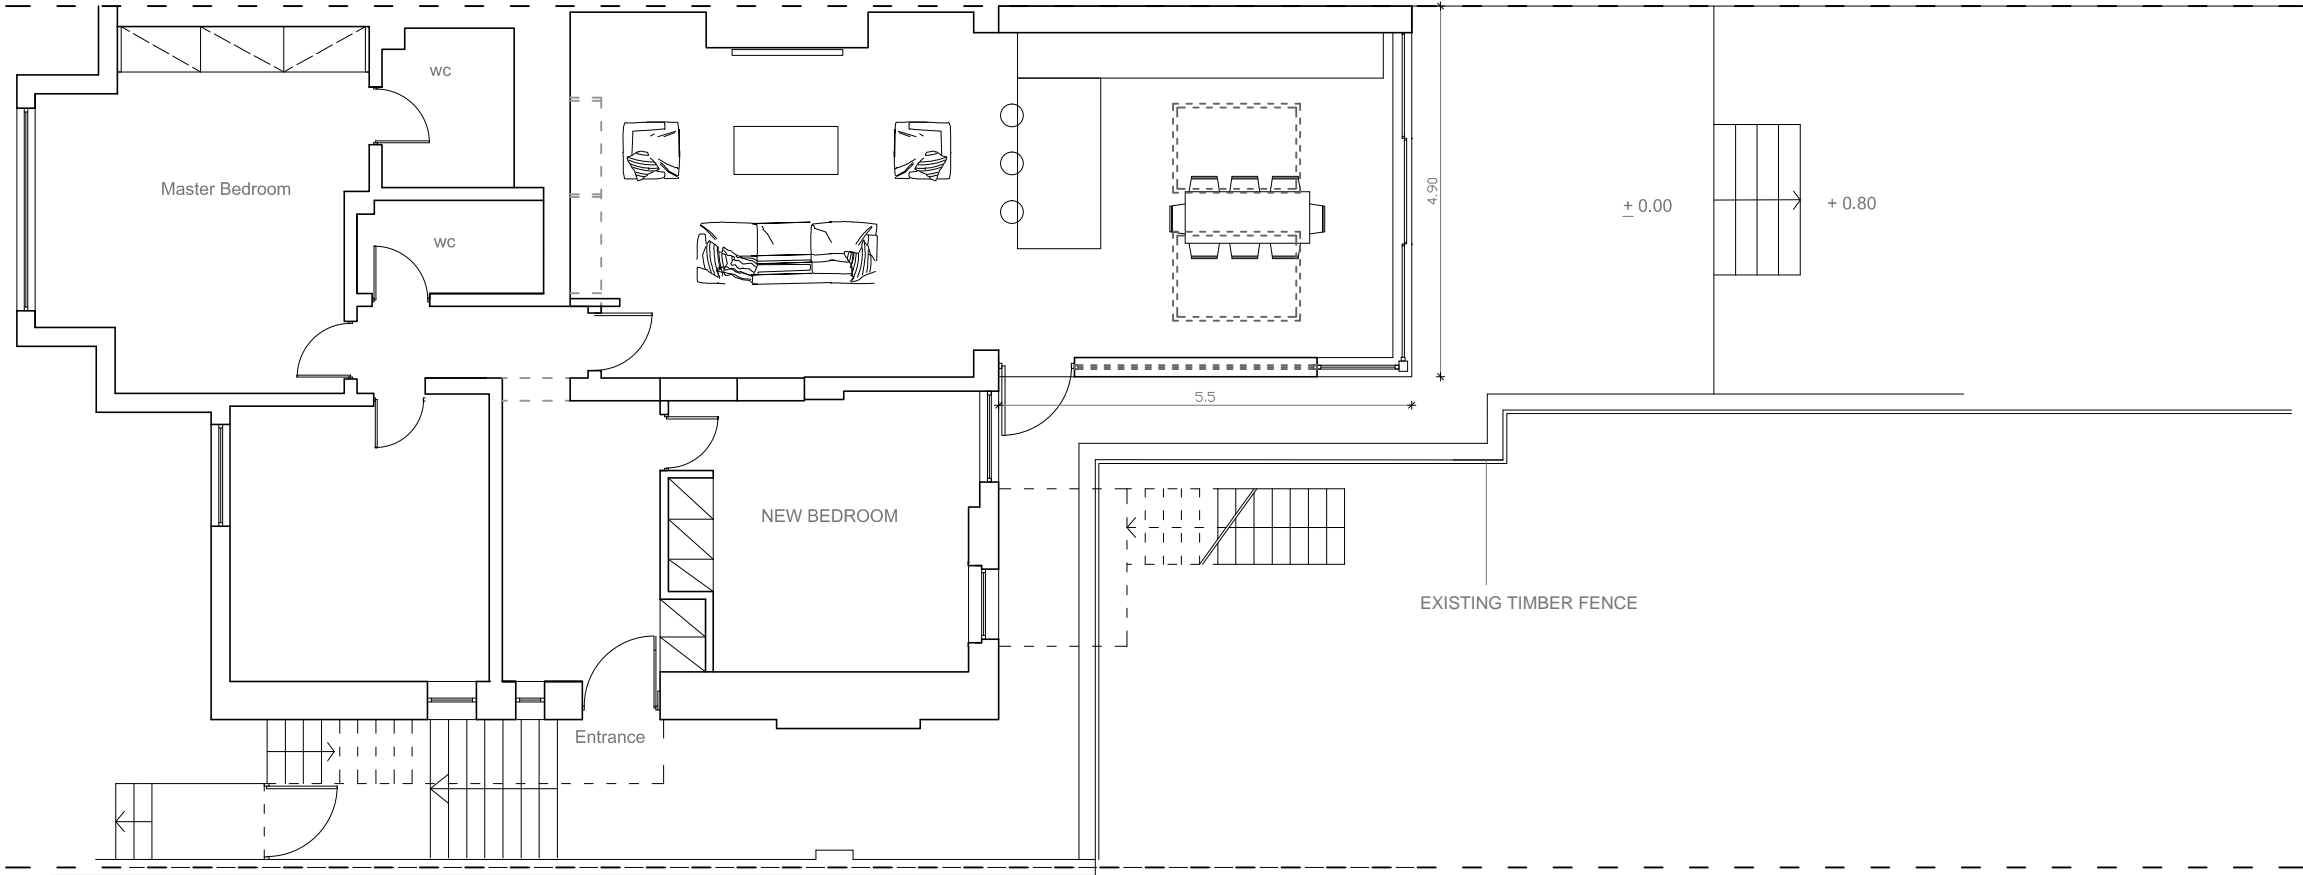 wc
Master Bedroom
4.90
± 0.00
+ 0.80
wc
5.5
NEW BEDROOM
EXISTING TIMBER FENCE
Entrance